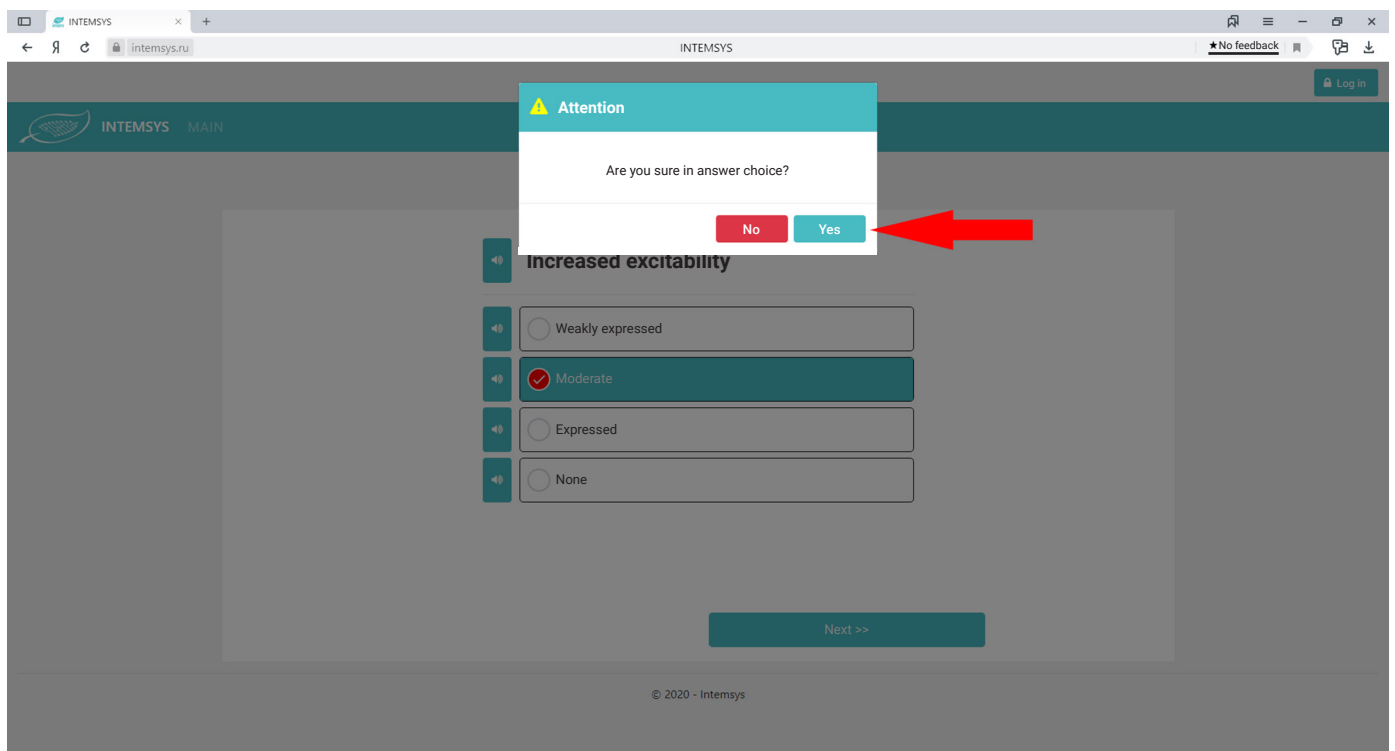 INTEMSYS
Я intemsys.ru INTEMSYS ★No feedback
Log in
Attention
INTEMSYS MAIN
Are you sure in answer choice?
No Yes
Increased excitability
Weakly expressed
Moderate
Expressed
None
Next >>
© 2020 - Intemsys